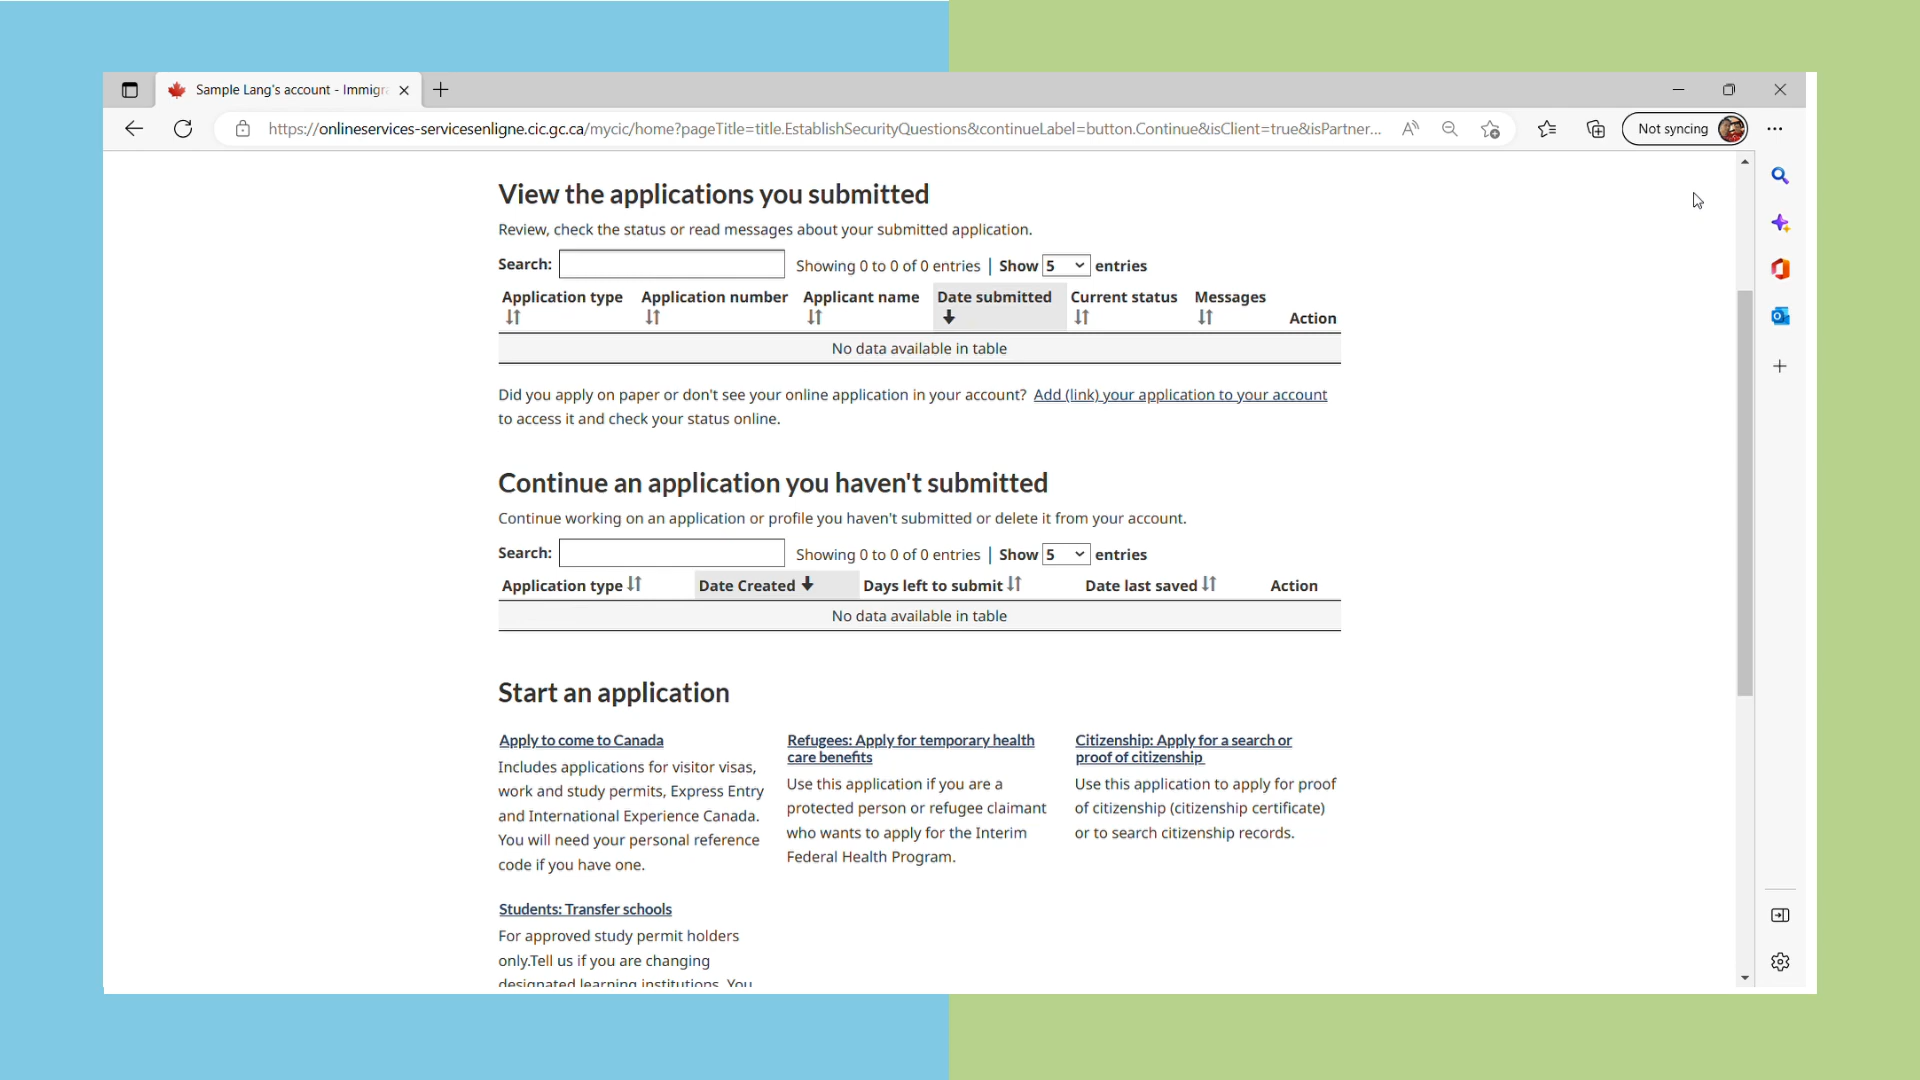 Sample Lang's account - Immigra
https://onlineservices-servicesenligne.cic.gc.ca/mycic/home?pageTitle=title.EstablishSecurityQuestions&continueLabel=button.Continue&isClient=true&isPartner...
Not syncing
View the applications you submitted
Review, check the status or read messages about your submitted application.
Search: Showing 0 to 0 of 0 entries | Show 5 entries
Application type Application number Applicant name Date submitted Current status Messages Action
No data available in table
Did you apply on paper or don't see your online application in your account? Add (link) your application to your account
to access it and check your status online.
Continue an application you haven't submitted
Continue working on an application or profile you haven't submitted or delete it from your account.
Search: Showing 0 to 0 of 0 entries | Show 5 entries
Application type Date Created Days left to submit Date last saved Action
No data available in table
Start an application
Apply to come to Canada
Includes applications for visitor visas,
work and study permits, Express Entry
and International Experience Canada.
You will need your personal reference
code if you have one.
Refugees: Apply for temporary health
care benefits
Use this application if you are a
protected person or refugee claimant
who wants to apply for the Interim
Federal Health Program.
Citizenship: Apply for a search or
proof of citizenship
Use this application to apply for proof
of citizenship (citizenship certificate)
or to search citizenship records.
Students: Transfer schools
For approved study permit holders
only.Tell us if you are changing
designated learning institutions. You